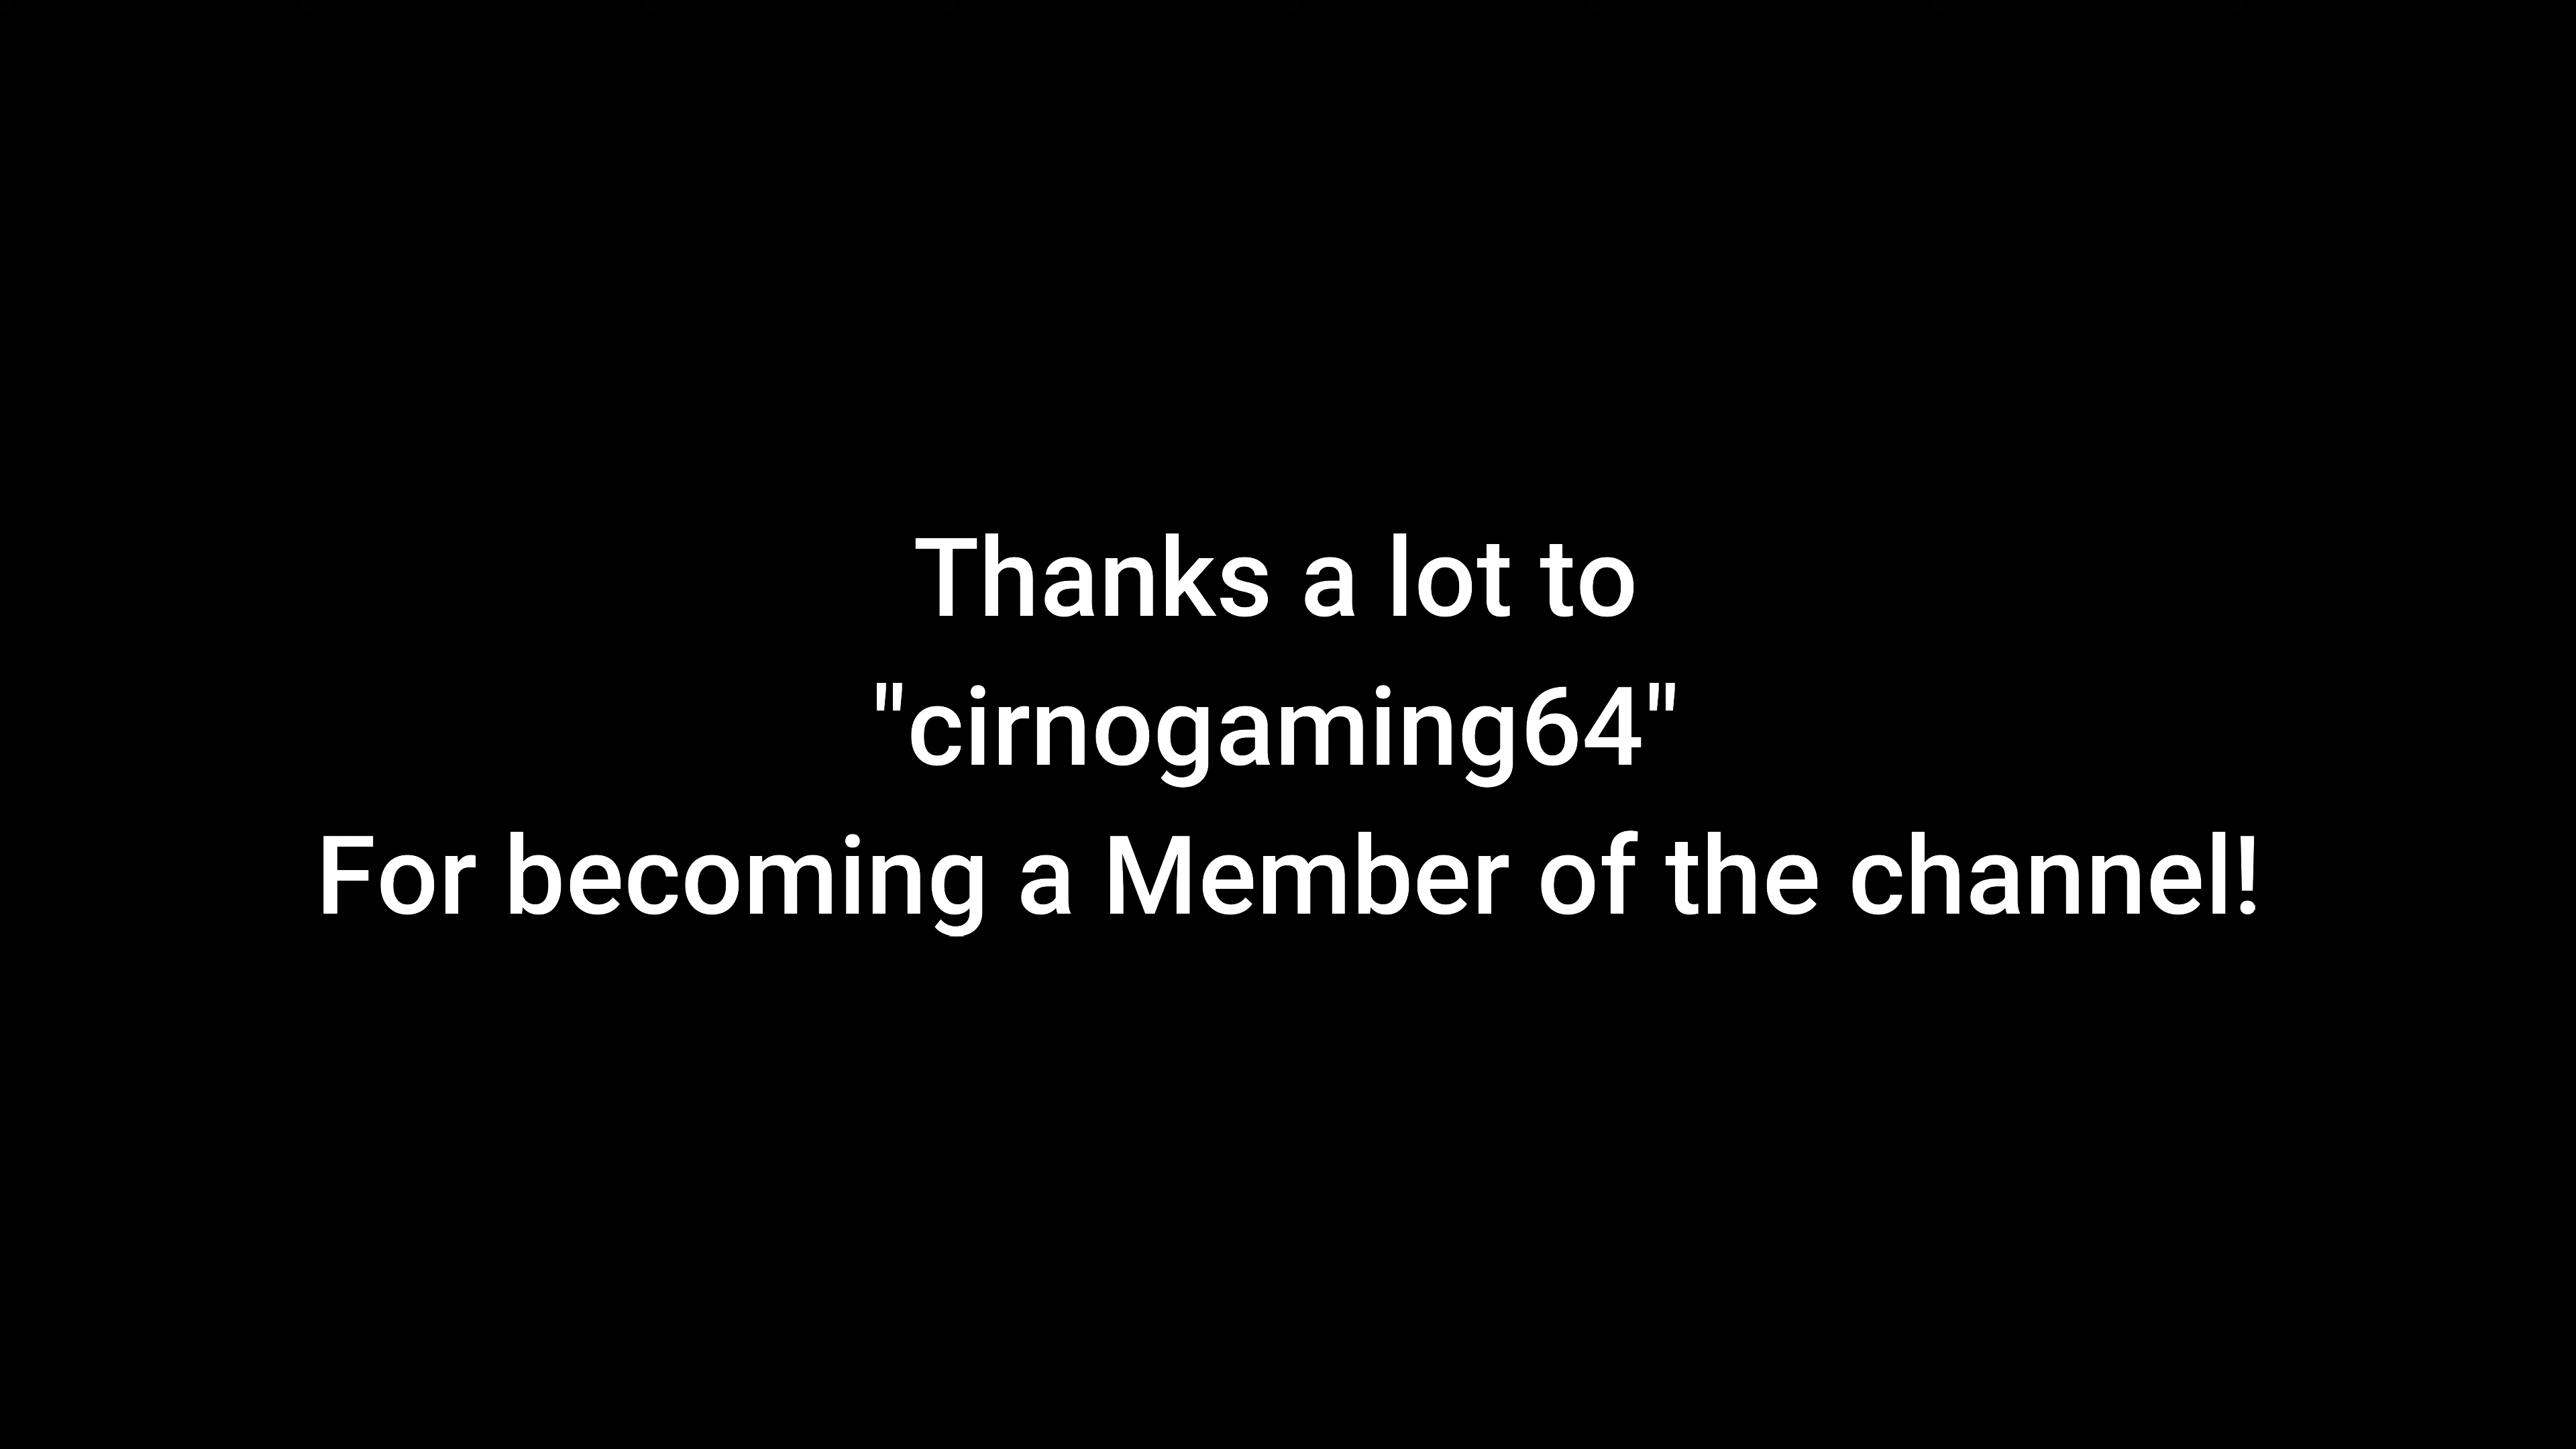 Thanks a lot to
"cirnogaming64"
For becoming a Member of the channel!